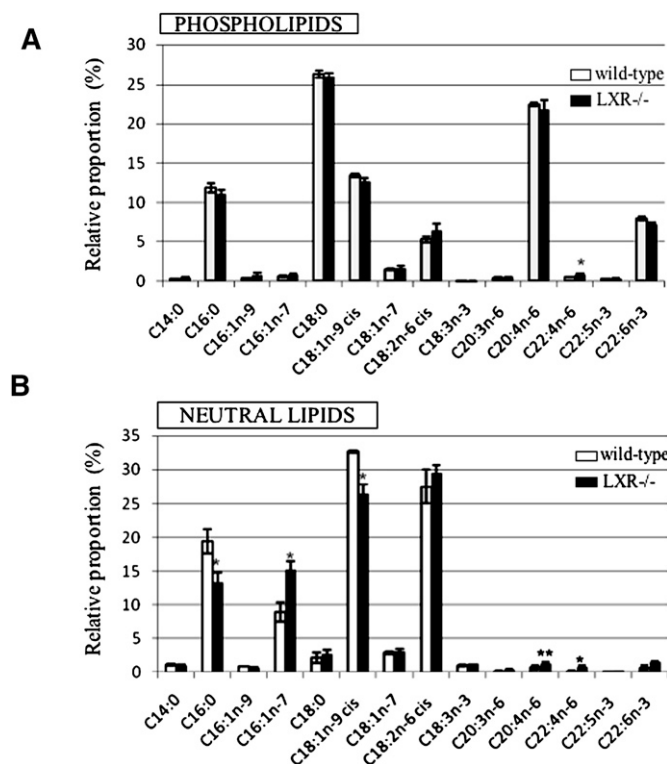 A
PHOSPHOLIPIDS
Relative proportion (%)
30
25
20
15
10
5
0
wild-type
LXR-/-
*
C14:0
C16:0
C16:1n-9
C16:1n-7
C18:0
C18:1n-9 cis
C18:1n-7
C18:2n-6 cis
C18:3n-3
C20:3n-6
C20:4n-6
C22:4n-6
C22:5n-3
C22:6n-3
B
NEUTRAL LIPIDS
Relative proportion (%)
35
30
25
20
15
10
5
0
wild-type
LXR-/-
*
*
*
**
*
C14:0
C16:0
C16:1n-9
C16:1n-7
C18:0
C18:1n-9 cis
C18:1n-7
C18:2n-6 cis
C18:3n-3
C20:3n-6
C20:4n-6
C22:4n-6
C22:5n-3
C22:6n-3